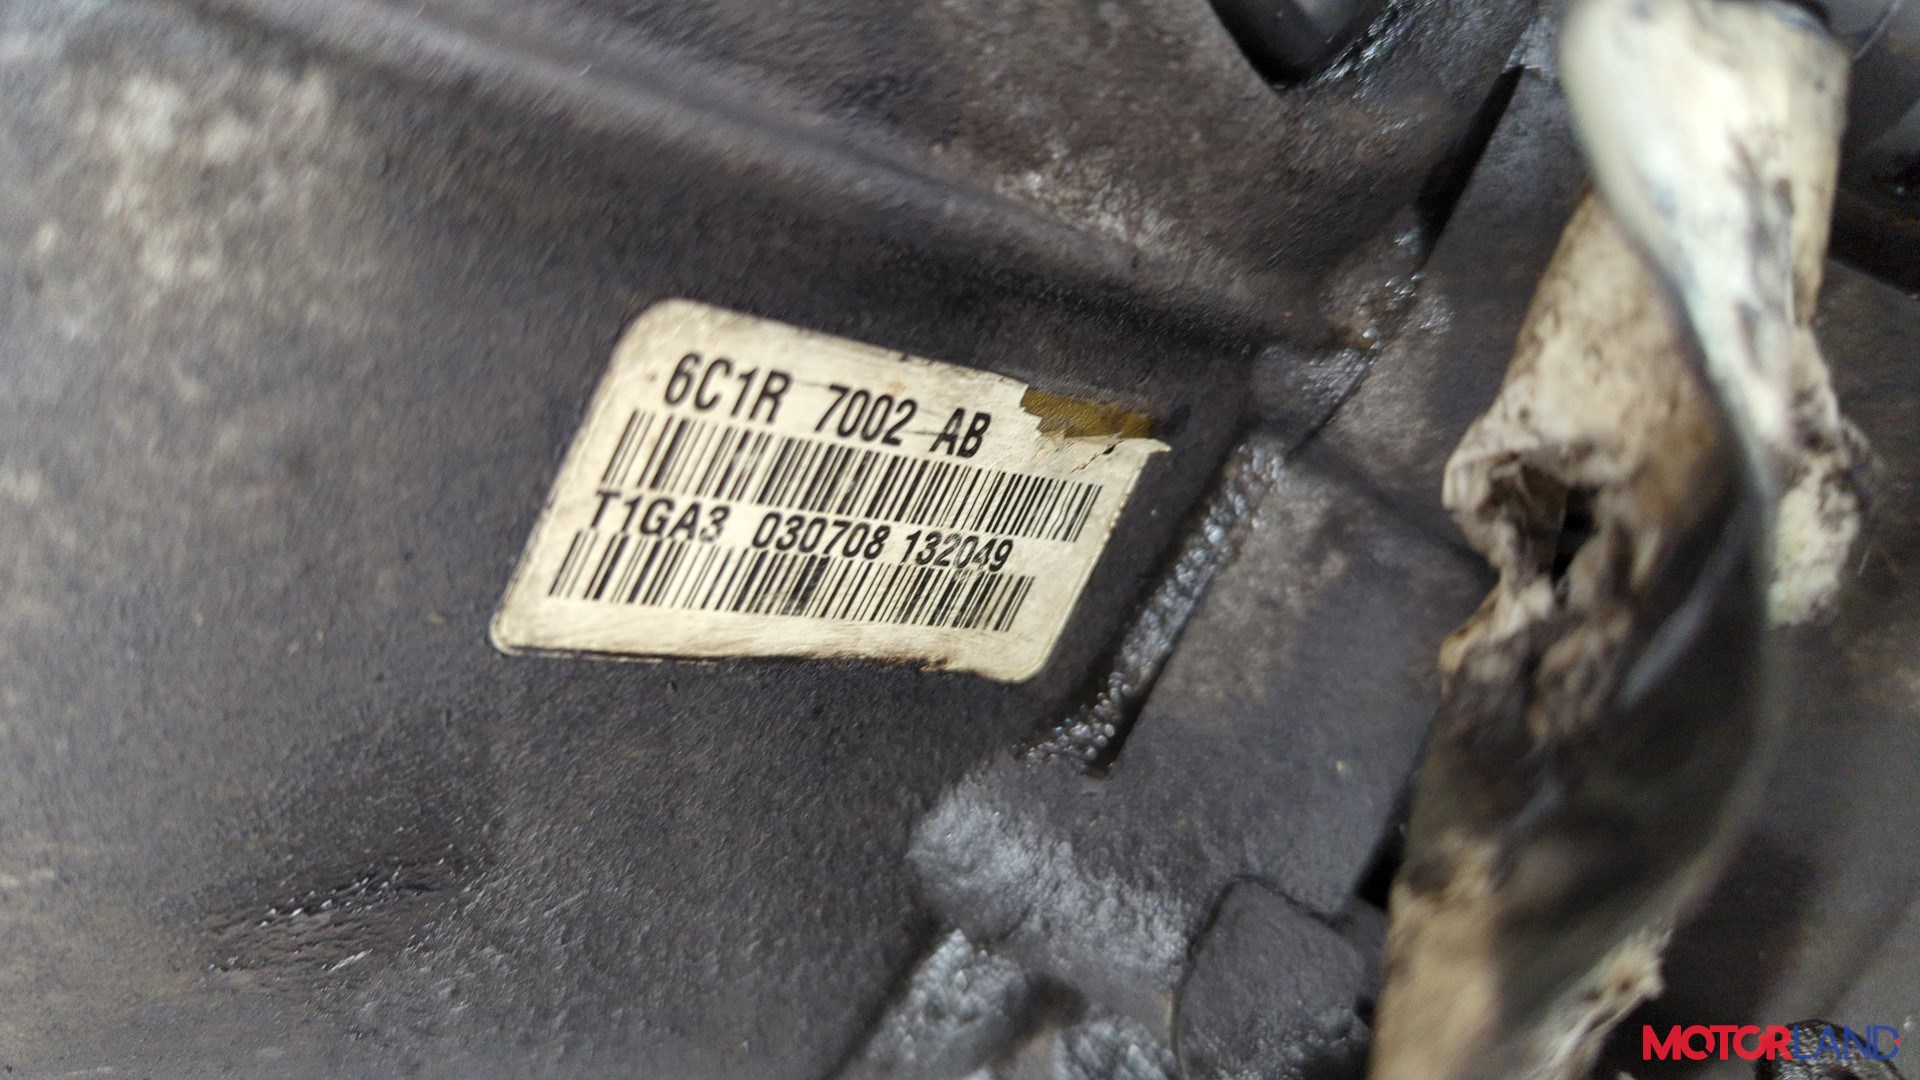 6C1R 7002 AB
T1GA3 030708 132049
MOTORLAND